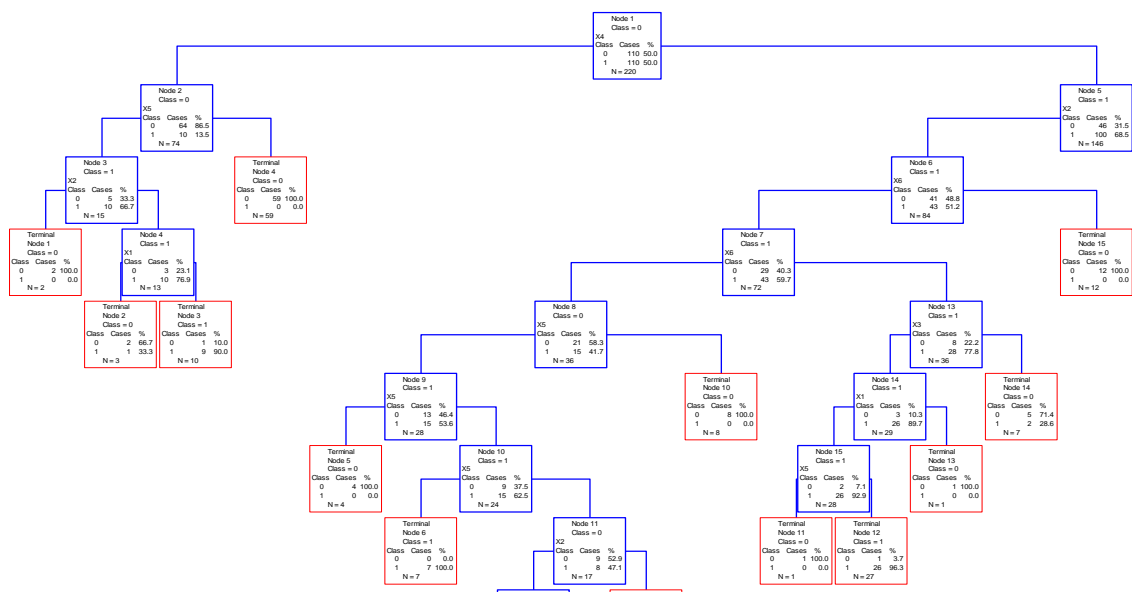 Node 1
Class = 0
X4
Class Cases %
0 110 50.0
1 110 50.0
N = 220
Node 2
Class = 0
X5
Class Cases %
0 64 86.5
1 10 13.5
N = 74
Node 5
Class = 1
X2
Class Cases %
0 46 31.5
1 100 68.5
N = 146
Node 3
Class = 1
X2
Class Cases %
0 5 33.3
1 10 66.7
N = 15
Terminal
Node 4
Class = 0
Class Cases %
0 59 100.0
1 0 0.0
N = 59
Node 6
Class = 1
X6
Class Cases %
0 41 48.8
1 43 51.2
N = 84
Terminal
Node 1
Class = 0
Class Cases %
0 2 100.0
1 0 0.0
N = 2
Node 4
Class = 1
X1
Class Cases %
0 3 23.1
1 10 76.9
N = 13
Node 7
Class = 1
X6
Class Cases %
0 29 40.3
1 43 59.7
N = 72
Terminal
Node 15
Class = 0
Class Cases %
0 12 100.0
1 0 0.0
N = 12
Terminal
Node 2
Class = 0
Class Cases %
0 2 66.7
1 1 33.3
N = 3
Terminal
Node 3
Class = 1
Class Cases %
0 1 10.0
1 9 90.0
N = 10
Node 8
Class = 0
X5
Class Cases %
0 21 58.3
1 15 41.7
N = 36
Node 13
Class = 1
X3
Class Cases %
0 8 22.2
1 28 77.8
N = 36
Node 9
Class = 1
X5
Class Cases %
0 13 46.4
1 15 53.6
N = 28
Terminal
Node 10
Class = 0
Class Cases %
0 8 100.0
1 0 0.0
N = 8
Node 14
Class = 1
X1
Class Cases %
0 3 10.3
1 26 89.7
N = 29
Terminal
Node 14
Class = 0
Class Cases %
0 5 71.4
1 2 28.6
N = 7
Terminal
Node 5
Class = 0
Class Cases %
0 4 100.0
1 0 0.0
N = 4
Node 10
Class = 1
X5
Class Cases %
0 9 37.5
1 15 62.5
N = 24
Node 15
Class = 1
X5
Class Cases %
0 2 7.1
1 26 92.9
N = 28
Terminal
Node 13
Class = 0
Class Cases %
0 1 100.0
1 0 0.0
N = 1
Terminal
Node 6
Class = 1
Class Cases %
0 0 0.0
1 7 100.0
N = 7
Node 11
Class = 0
X2
Class Cases %
0 9 52.9
1 8 47.1
N = 17
Terminal
Node 11
Class = 0
Class Cases %
0 1 100.0
1 0 0.0
N = 1
Terminal
Node 12
Class = 1
Class Cases %
0 1 3.7
1 26 96.3
N = 27